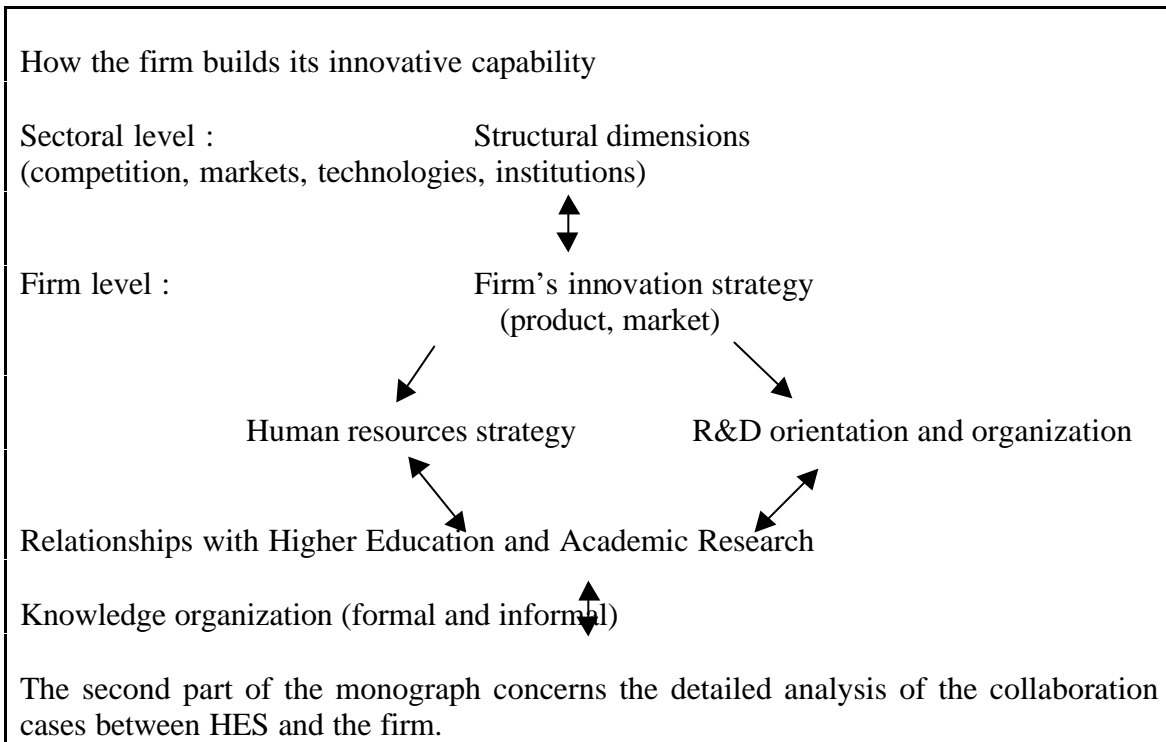 How the firm builds its innovative capability
Sectoral level : Structural dimensions
(competition, markets, technologies, institutions)
Firm level : Firm's innovation strategy
(product, market)
Human resources strategy R&D orientation and organization
Relationships with Higher Education and Academic Research
Knowledge organization (formal and informal)
The second part of the monograph concerns the detailed analysis of the collaboration
cases between HES and the firm.